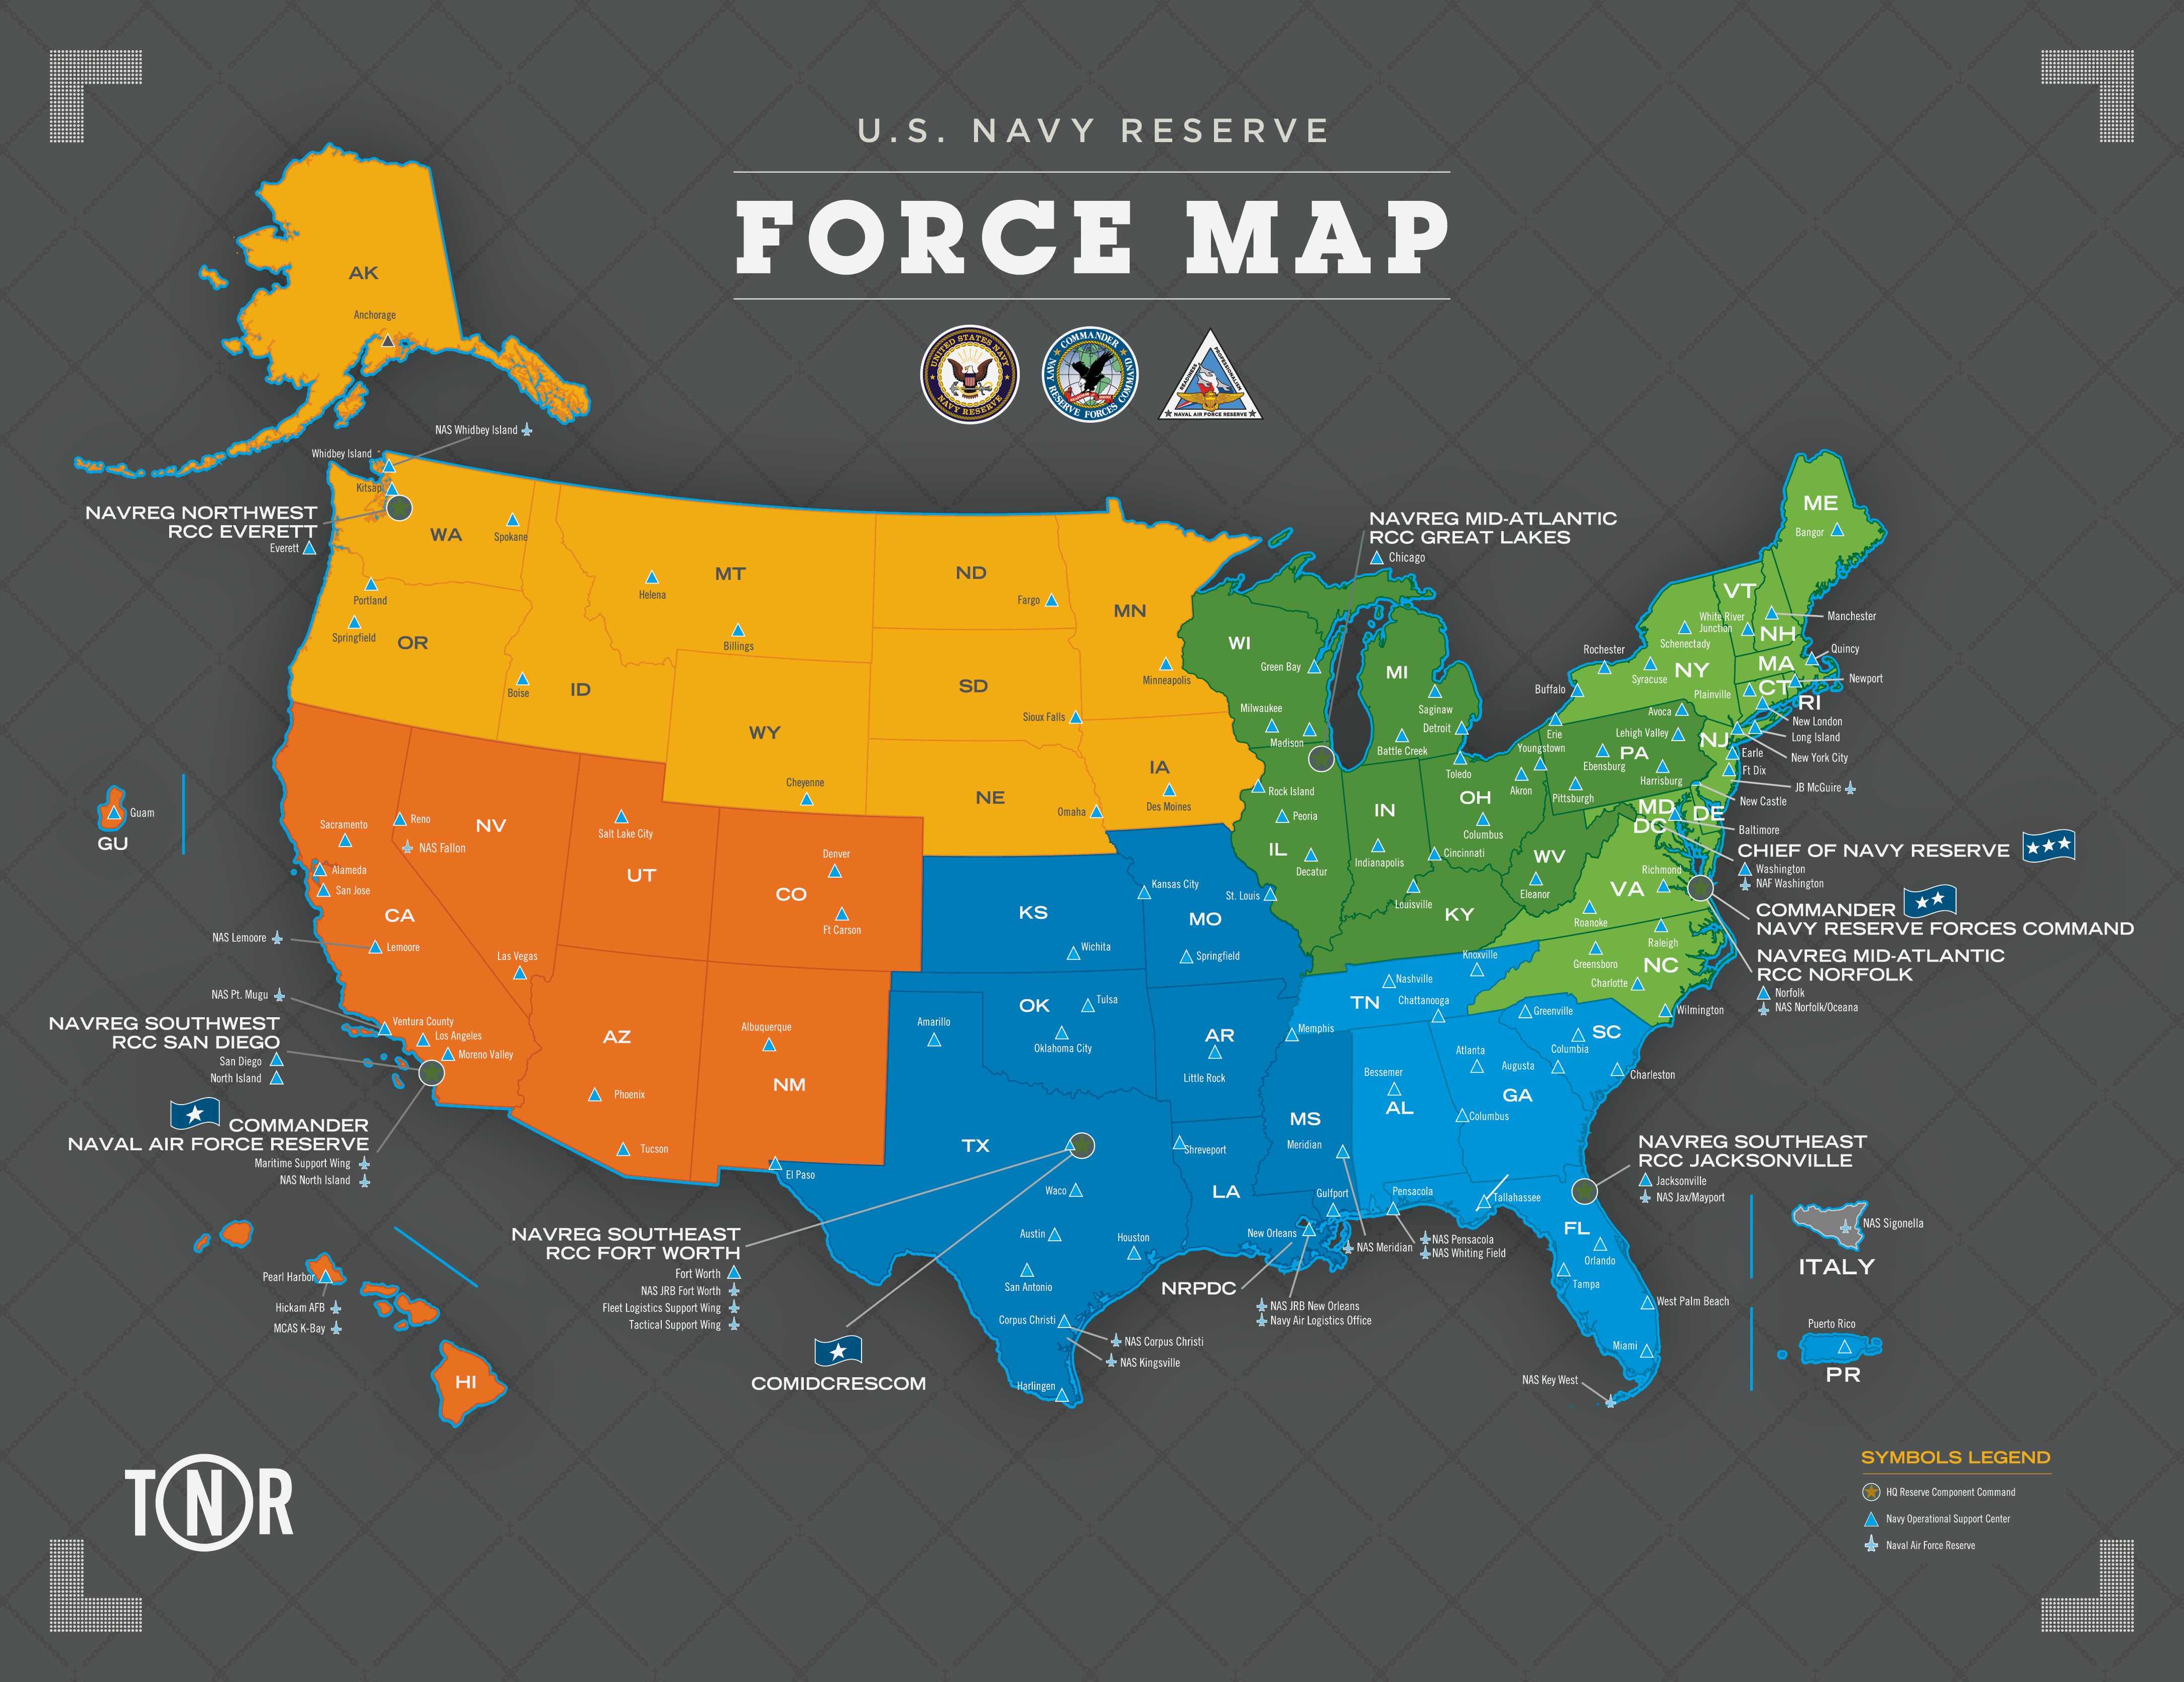 U.S. NAVY RESERVE
FORCE MAP
UNITED STATES NAVY
NAVY RESERVE
COMMANDER
NAVY RESERVE FORCES COMMAND
READINESS
PROFESSIONALISM
NAVAL AIR FORCE RESERVE
AK
Anchorage
NAS Whidbey Island
Whidbey Island
Kitsap
NAVREG NORTHWEST
RCC EVERETT
Everett
WA
Spokane
Portland
Springfield
OR
Boise
ID
Helena
MT
Billings
WY
Cheyenne
ND
Fargo
SD
Sioux Falls
NE
Omaha
MN
Minneapolis
IA
Des Moines
Guam
GU
Sacramento
Reno
NAS Fallon
NV
Alameda
San Jose
CA
NAS Lemoore
Lemoore
Las Vegas
NAS Pt. Mugu
Ventura County
Los Angeles
Moreno Valley
NAVREG SOUTHWEST
RCC SAN DIEGO
San Diego
North Island
COMMANDER
NAVAL AIR FORCE RESERVE
Maritime Support Wing
NAS North Island
Salt Lake City
UT
Denver
CO
Ft Carson
AZ
Phoenix
Tucson
Albuquerque
NM
El Paso
Pearl Harbor
Hickam AFB
MCAS K-Bay
HI
KS
Wichita
Kansas City
MO
St. Louis
Springfield
OK
Tulsa
Oklahoma City
Amarillo
AR
Little Rock
TX
Waco
Austin
Houston
San Antonio
Corpus Christi
NAS Corpus Christi
NAS Kingsville
Harlingen
NAVREG SOUTHEAST
RCC FORT WORTH
Fort Worth
NAS JRB Fort Worth
Fleet Logistics Support Wing
Tactical Support Wing
COMIDCRESCOM
Shreveport
LA
New Orleans
NRPDC
NAS JRB New Orleans
Navy Air Logistics Office
MS
Meridian
Gulfport
NAS Meridian
NAVREG MID-ATLANTIC
RCC GREAT LAKES
Chicago
WI
Green Bay
Milwaukee
Madison
MI
Saginaw
Detroit
Battle Creek
Rock Island
Peoria
IL
Decatur
IN
Indianapolis
Toledo
OH
Akron
Youngstown
Columbus
Cincinnati
Louisville
KY
WV
Eleanor
Erie
PA
Avoca
Lehigh Valley
Ebensburg
Harrisburg
Pittsburgh
ME
Bangor
VT
White River
Junction
NH
Manchester
Schenectady
Rochester
Syracuse
NY
Buffalo
MA
Quincy
Plainville
CT
RI
Newport
New London
Long Island
New York City
NJ
Earle
Ft Dix
JB McGuire
New Castle
MD
DE
DC
Baltimore
CHIEF OF NAVY RESERVE
Washington
NAF Washington
Richmond
VA
Roanoke
COMMANDER
NAVY RESERVE FORCES COMMAND
NAVREG MID-ATLANTIC
RCC NORFOLK
Norfolk
NAS Norfolk/Oceana
Raleigh
Greensboro
NC
Charlotte
Wilmington
Knoxville
Nashville
TN
Chattanooga
Memphis
Greenville
SC
Columbia
Charleston
Atlanta
Augusta
GA
Columbus
Bessemer
AL
Pensacola
NAS Pensacola
NAS Whiting Field
Tallahassee
NAVREG SOUTHEAST
RCC JACKSONVILLE
Jacksonville
NAS Jax/Mayport
FL
Orlando
Tampa
West Palm Beach
Miami
NAS Key West
NAS Sigonella
ITALY
Puerto Rico
PR
TNR
SYMBOLS LEGEND
HQ Reserve Component Command
Navy Operational Support Center
Naval Air Force Reserve